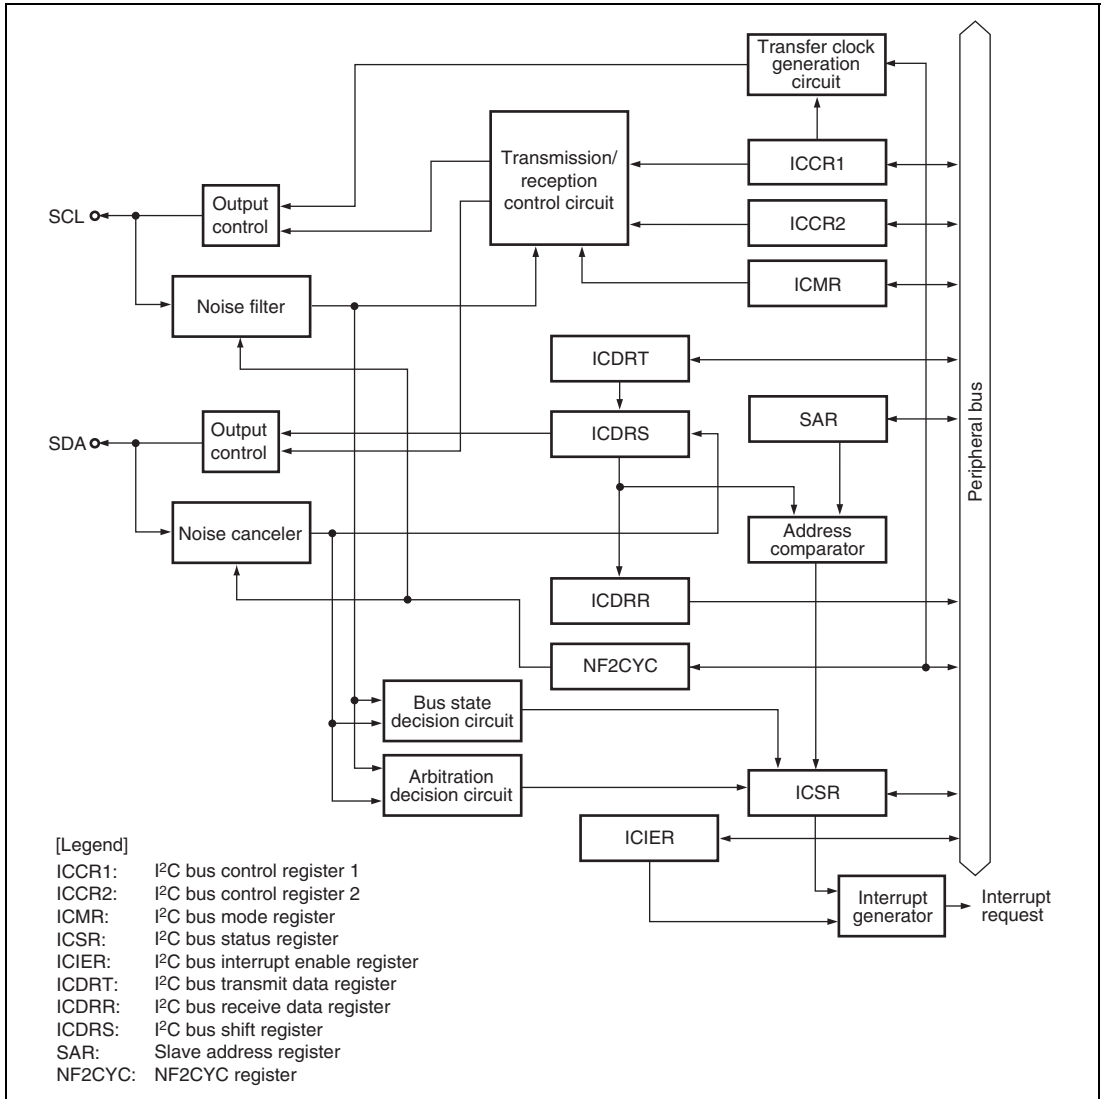 Transfer clock
generation
circuit
Transmission/
reception
control circuit
ICCR1
Output
control
SCL
ICCR2
ICMR
Noise filter
ICDRT
Peripheral bus
SAR
Output
control
SDA
ICDRS
Noise canceler
Address
comparator
ICDRR
NF2CYC
Bus state
decision circuit
Arbitration
decision circuit
ICSR
ICIER
Interrupt
generator
Interrupt
request
[Legend]
ICCR1: I²C bus control register 1
ICCR2: I²C bus control register 2
ICMR: I²C bus mode register
ICSR: I²C bus status register
ICIER: I²C bus interrupt enable register
ICDRT: I²C bus transmit data register
ICDRR: I²C bus receive data register
ICDRS: I²C bus shift register
SAR: Slave address register
NF2CYC: NF2CYC register